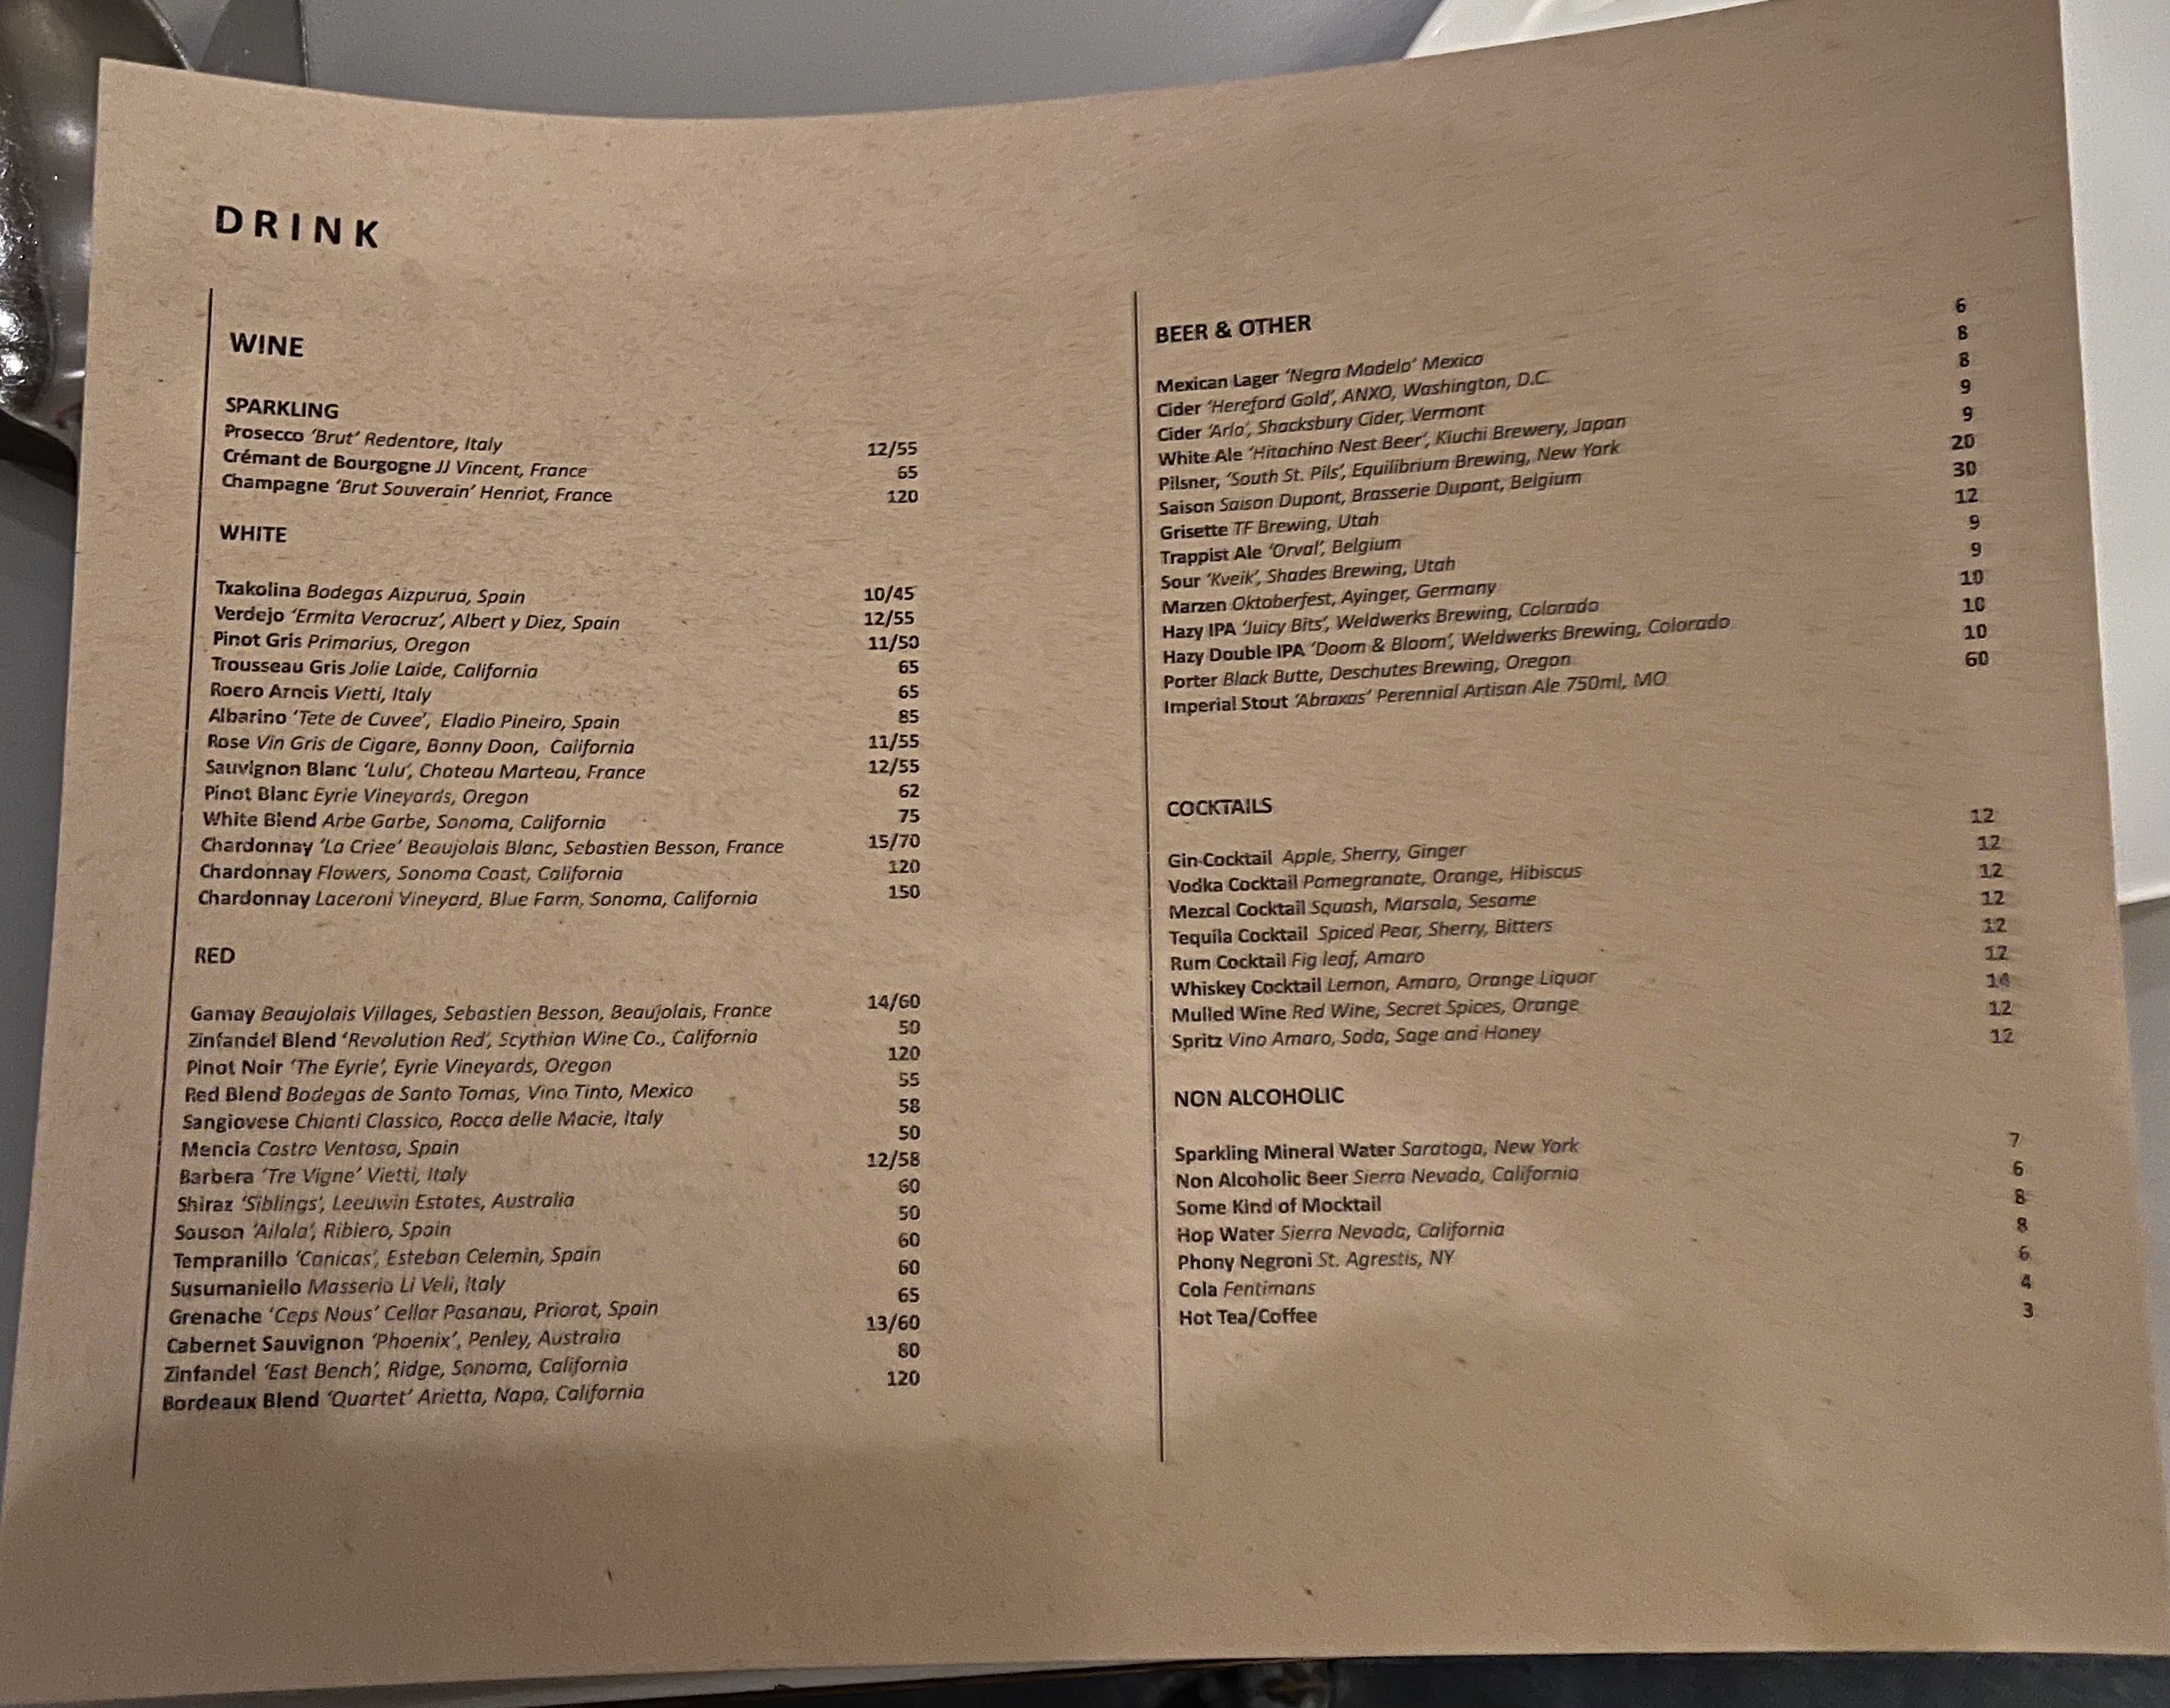 DRINK
WINE
SPARKLING
Prosecco ‘Brut’ Redentore, Italy 12/55
Crémant de Bourgogne JJ Vincent, France 65
Champagne ‘Brut Souverain’ Henriot, France 120
WHITE
Txakolina Bodegas Aizpurua, Spain 10/45
Verdejo ‘Ermita Veracruz’, Albert y Diez, Spain 12/55
Pinot Gris Primarius, Oregon 11/50
Trousseau Gris Jolie Laide, California 65
Roero Arneis Vietti, Italy 65
Albarino ‘Tete de Cuvee’, Eladio Pineiro, Spain 85
Rose Vin Gris de Cigare, Bonny Doon, California 11/55
Sauvignon Blanc ‘Lulu’, Chateau Marteau, France 12/55
Pinot Blanc Eyrie Vineyards, Oregon 62
White Blend Arbe Garbe, Sonoma, California 75
Chardonnay ‘La Criee’ Beaujolais Blanc, Sebastien Besson, France 15/70
Chardonnay Flowers, Sonoma Coast, California 120
Chardonnay Laceroni Vineyard, Blue Farm, Sonoma, California 150
RED
Gamay Beaujolais Villages, Sebastien Besson, Beaujolais, France 14/60
Zinfandel Blend ‘Revolution Red’, Scythian Wine Co., California 50
Pinot Noir ‘The Eyrie’, Eyrie Vineyards, Oregon 120
Red Blend Bodegas de Santo Tomas, Vino Tinto, Mexico 55
Sangiovese Chianti Classico, Rocca delle Macie, Italy 58
Mencia Castro Ventosa, Spain 50
Barbera ‘Tre Vigne’ Vietti, Italy 12/58
Shiraz ‘Siblings’, Leeuwin Estates, Australia 60
Souson ‘Ailala’, Ribiero, Spain 50
Tempranillo ‘Canicas’, Esteban Celemin, Spain 60
Susumaniello Masseria Li Veli, Italy 60
Grenache ‘Ceps Nous’ Cellar Pasanau, Priorat, Spain 65
Cabernet Sauvignon ‘Phoenix’, Penley, Australia 13/60
Zinfandel ‘East Bench’, Ridge, Sonoma, California 80
Bordeaux Blend ‘Quartet’ Arietta, Napa, California 120
BEER & OTHER
Mexican Lager ‘Negra Modelo’ Mexico 6
Cider ‘Hereford Gold’, ANXO, Washington, D.C. 8
Cider ‘Arlo’, Shacksbury Cider, Vermont 8
White Ale ‘Hitachino Nest Beer’, Kiuchi Brewery, Japan 9
Pilsner, ‘South St. Pils’, Equilibrium Brewing, New York 9
Saison Saison Dupont, Brasserie Dupont, Belgium 20
Grisette TF Brewing, Utah 30
Trappist Ale ‘Orval’, Belgium 12
Sour ‘Kveik’, Shades Brewing, Utah 9
Marzen Oktoberfest, Ayinger, Germany 9
Hazy IPA ‘Juicy Bits’, Weldwerks Brewing, Colorado 10
Hazy Double IPA ‘Doom & Bloom’, Weldwerks Brewing, Colorado 10
Porter Black Butte, Deschutes Brewing, Oregon 10
Imperial Stout ‘Abraxas’ Perennial Artisan Ale 750ml, MO 60
COCKTAILS
Gin Cocktail Apple, Sherry, Ginger 12
Vodka Cocktail Pomegranate, Orange, Hibiscus 12
Mezcal Cocktail Squash, Marsala, Sesame 12
Tequila Cocktail Spiced Pear, Sherry, Bitters 12
Rum Cocktail Fig leaf, Amaro 12
Whiskey Cocktail Lemon, Amaro, Orange Liquor 12
Mulled Wine Red Wine, Secret Spices, Orange 14
Spritz Vino Amaro, Soda, Sage and Honey 12
12
NON ALCOHOLIC
Sparkling Mineral Water Saratoga, New York 7
Non Alcoholic Beer Sierra Nevada, California 6
Some Kind of Mocktail 8
Hop Water Sierra Nevada, California 8
Phony Negroni St. Agrestis, NY 6
Cola Fentimans 4
Hot Tea/Coffee 3